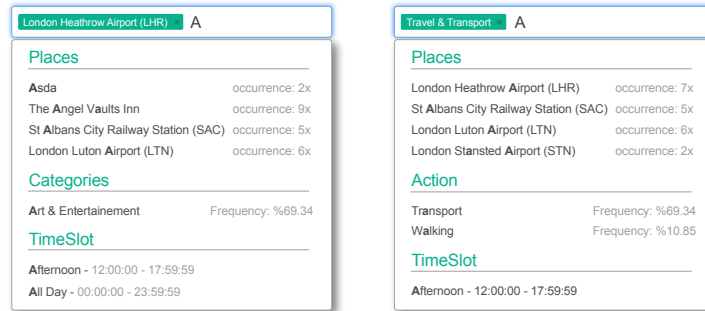 London Heathrow Airport (LHR) × A
Places
Asda occurrence: 2x
The Angel Vaults Inn occurrence: 9x
St Albans City Railway Station (SAC) occurrence: 5x
London Luton Airport (LTN) occurrence: 6x
Categories
Art & Entertainement Frequency: %69.34
TimeSlot
Afternoon - 12:00:00 - 17:59:59
All Day - 00:00:00 - 23:59:59
Travel & Transport × A
Places
London Heathrow Airport (LHR) occurrence: 7x
St Albans City Railway Station (SAC) occurrence: 5x
London Luton Airport (LTN) occurrence: 6x
London Stansted Airport (STN) occurrence: 2x
Action
Transport Frequency: %69.34
Walking Frequency: %10.85
TimeSlot
Afternoon - 12:00:00 - 17:59:59